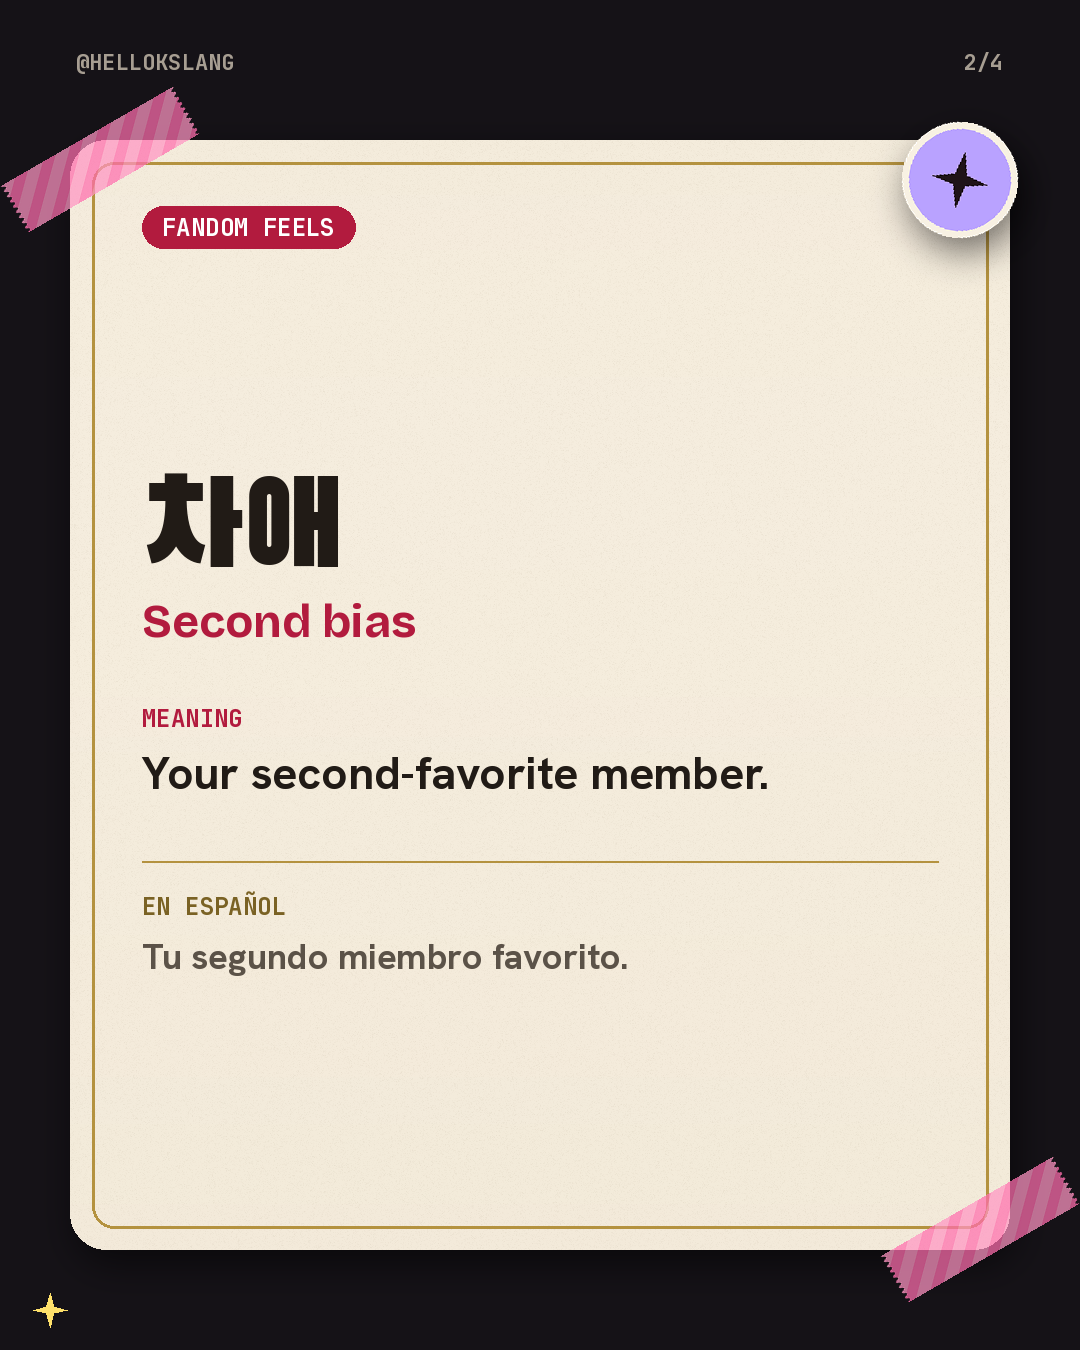 @HELLOKSLANG
2/4
FANDOM FEELS
차애
Second bias
MEANING
Your second-favorite member.
EN ESPAÑOL
Tu segundo miembro favorito.